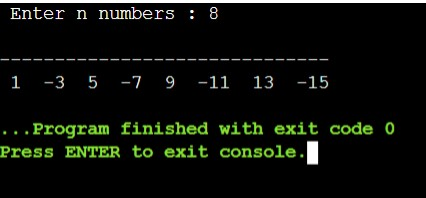 Enter n numbers : 8
------------------------------
1 -3 5 -7 9 -11 13 -15
...Program finished with exit code 0
Press ENTER to exit console.